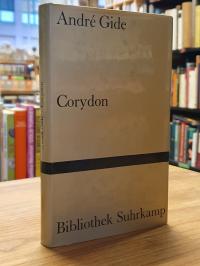 André Gide
Corydon
Bibliothek Suhrkamp